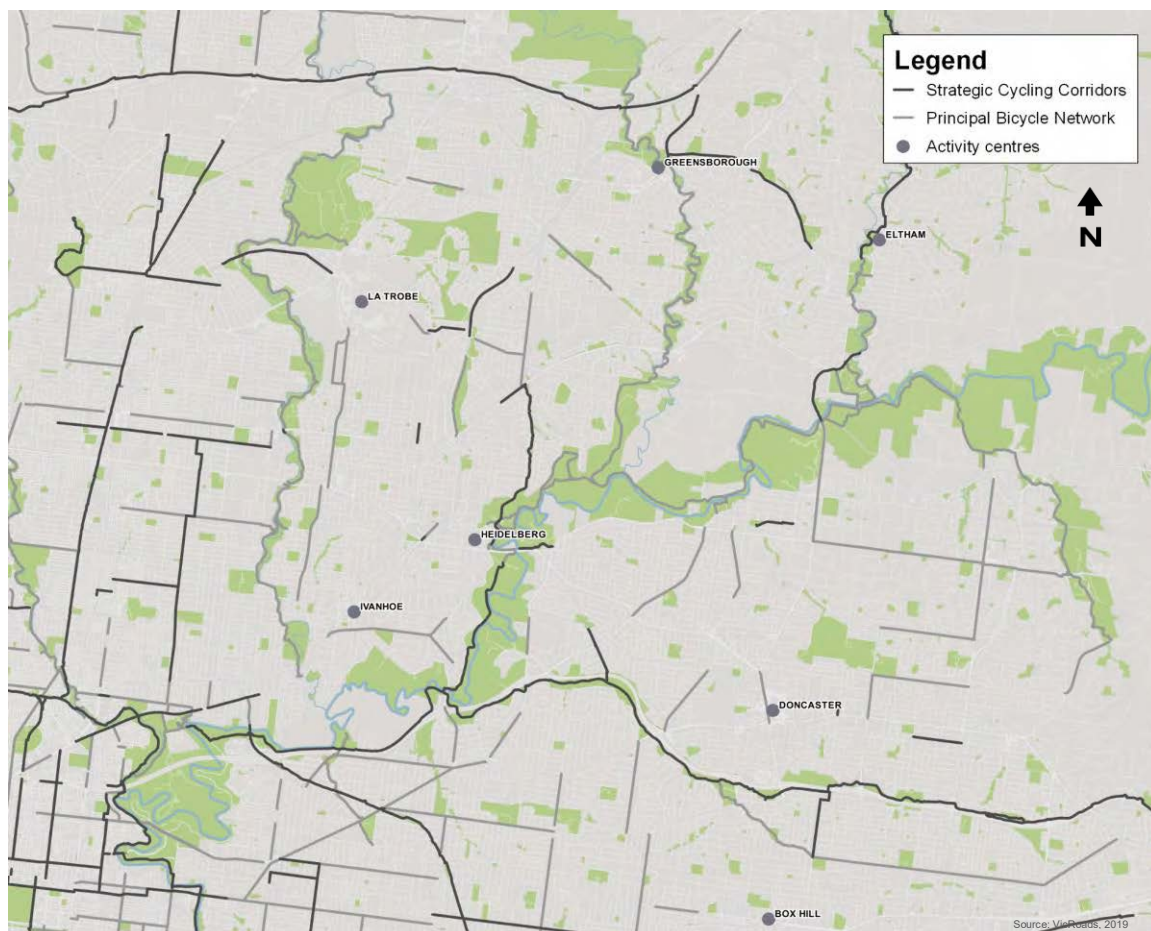 Legend
Strategic Cycling Corridors
Principal Bicycle Network
Activity centres
N
GREENSBOROUGH
ELTHAM
LA TROBE
HEIDELBERG
IVANHOE
DONCASTER
BOX HILL
Source: VicRoads, 2019